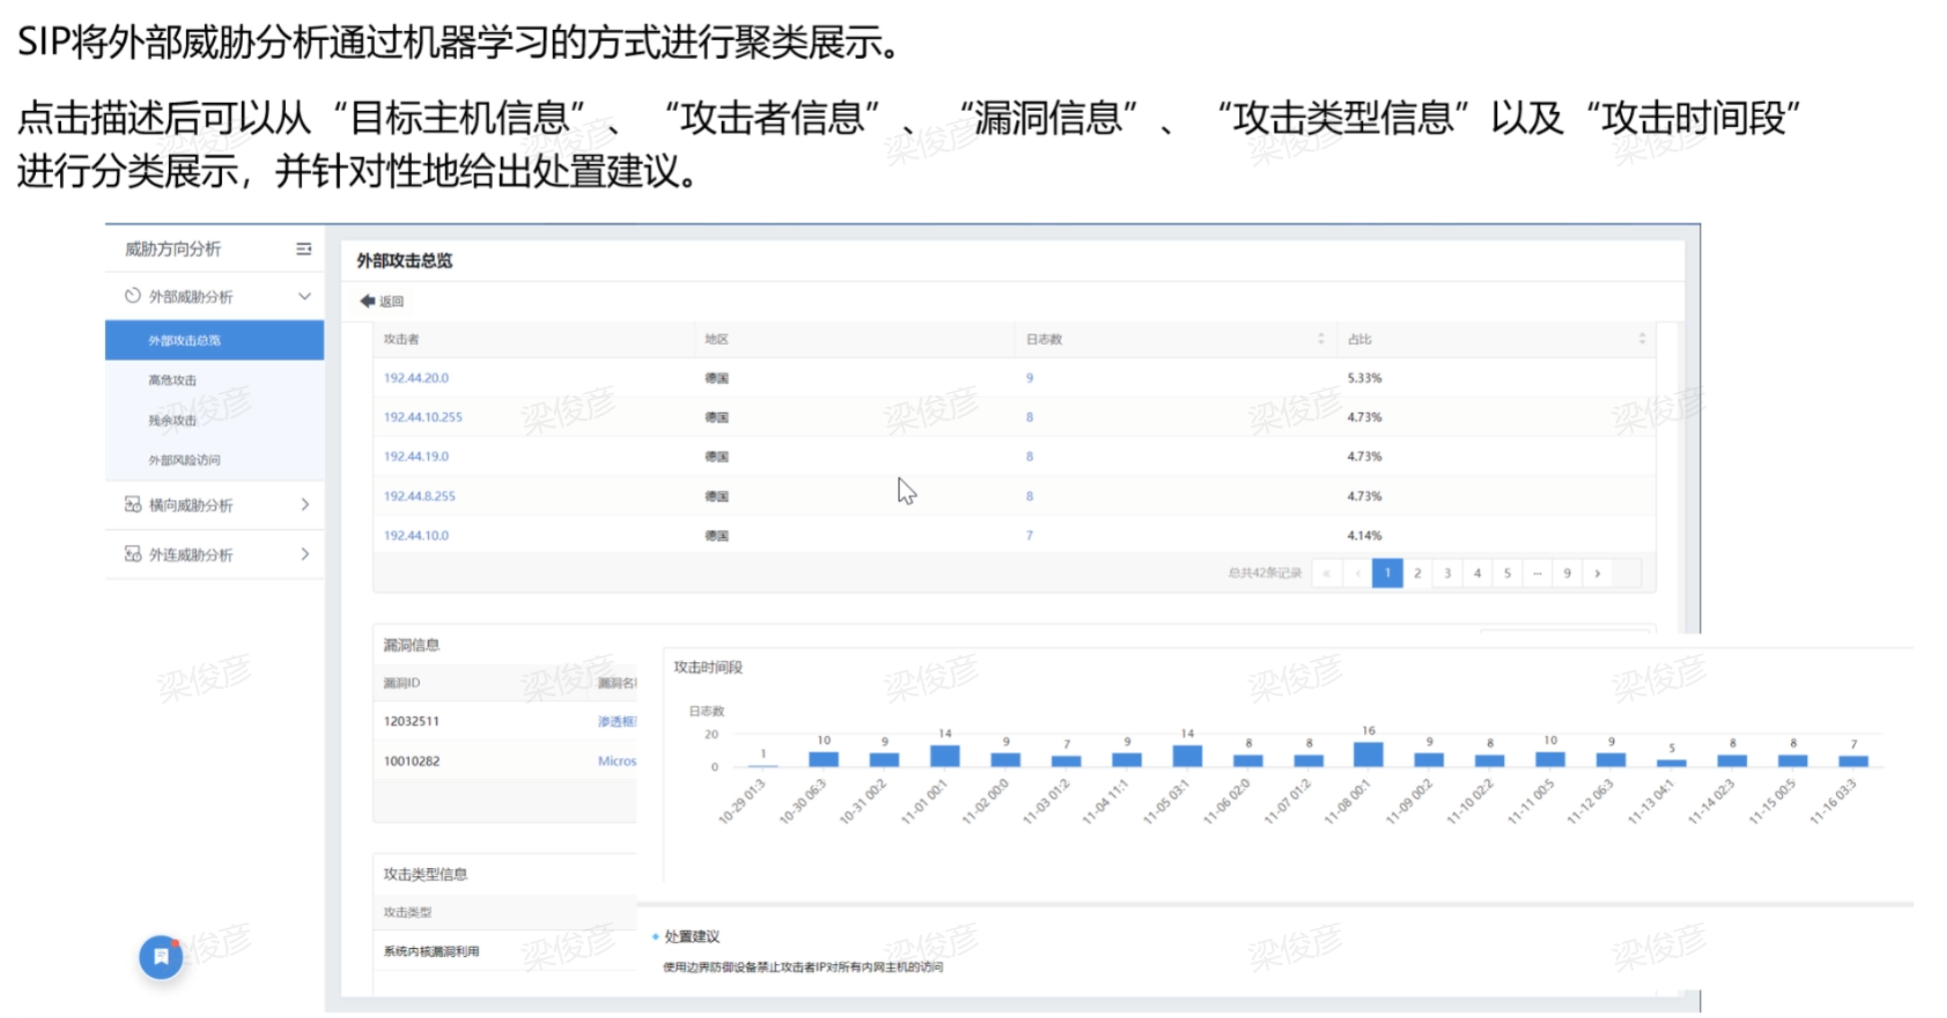 SIP将外部威胁分析通过机器学习的方式进行聚类展示。
点击描述后可以从“目标主机信息”、“攻击者信息”、“漏洞信息”、“攻击类型信息”以及“攻击时间段”
进行分类展示，并针对性地给出处置建议。
威胁方向分析
外部威胁分析
外部攻击总览
高危攻击
残余攻击
外部风险访问
横向威胁分析
外连威胁分析
外部攻击总览
返回
攻击者 地区 日志数 占比
192.44.20.0 德国 9 5.33%
192.44.10.255 德国 8 4.73%
192.44.19.0 德国 8 4.73%
192.44.8.255 德国 8 4.73%
192.44.10.0 德国 7 4.14%
总共42条记录 « ‹ 1 2 3 4 5 ... 9 ›
漏洞信息
漏洞ID 漏洞名
12032511 渗透框
10010282 Micros
攻击类型信息
攻击类型
系统内核漏洞利用
攻击时间段
日志数
20
0
1 10 9 14 9 7 9 14 8 8 16 9 8 10 9 5 8 8 7
10-29 01:3 10-30 06:3 10-31 00:2 11-01 00:1 11-02 00:0 11-03 01:2 11-04 11:1 11-05 03:1 11-06 02:0 11-07 01:2 11-08 00:1 11-09 00:2 11-10 02:2 11-11 00:5 11-12 06:3 11-13 04:1 11-14 02:3 11-15 00:5 11-16 03:3
处置建议
使用边界防御设备禁止攻击者IP对所有内网主机的访问
梁俊彦